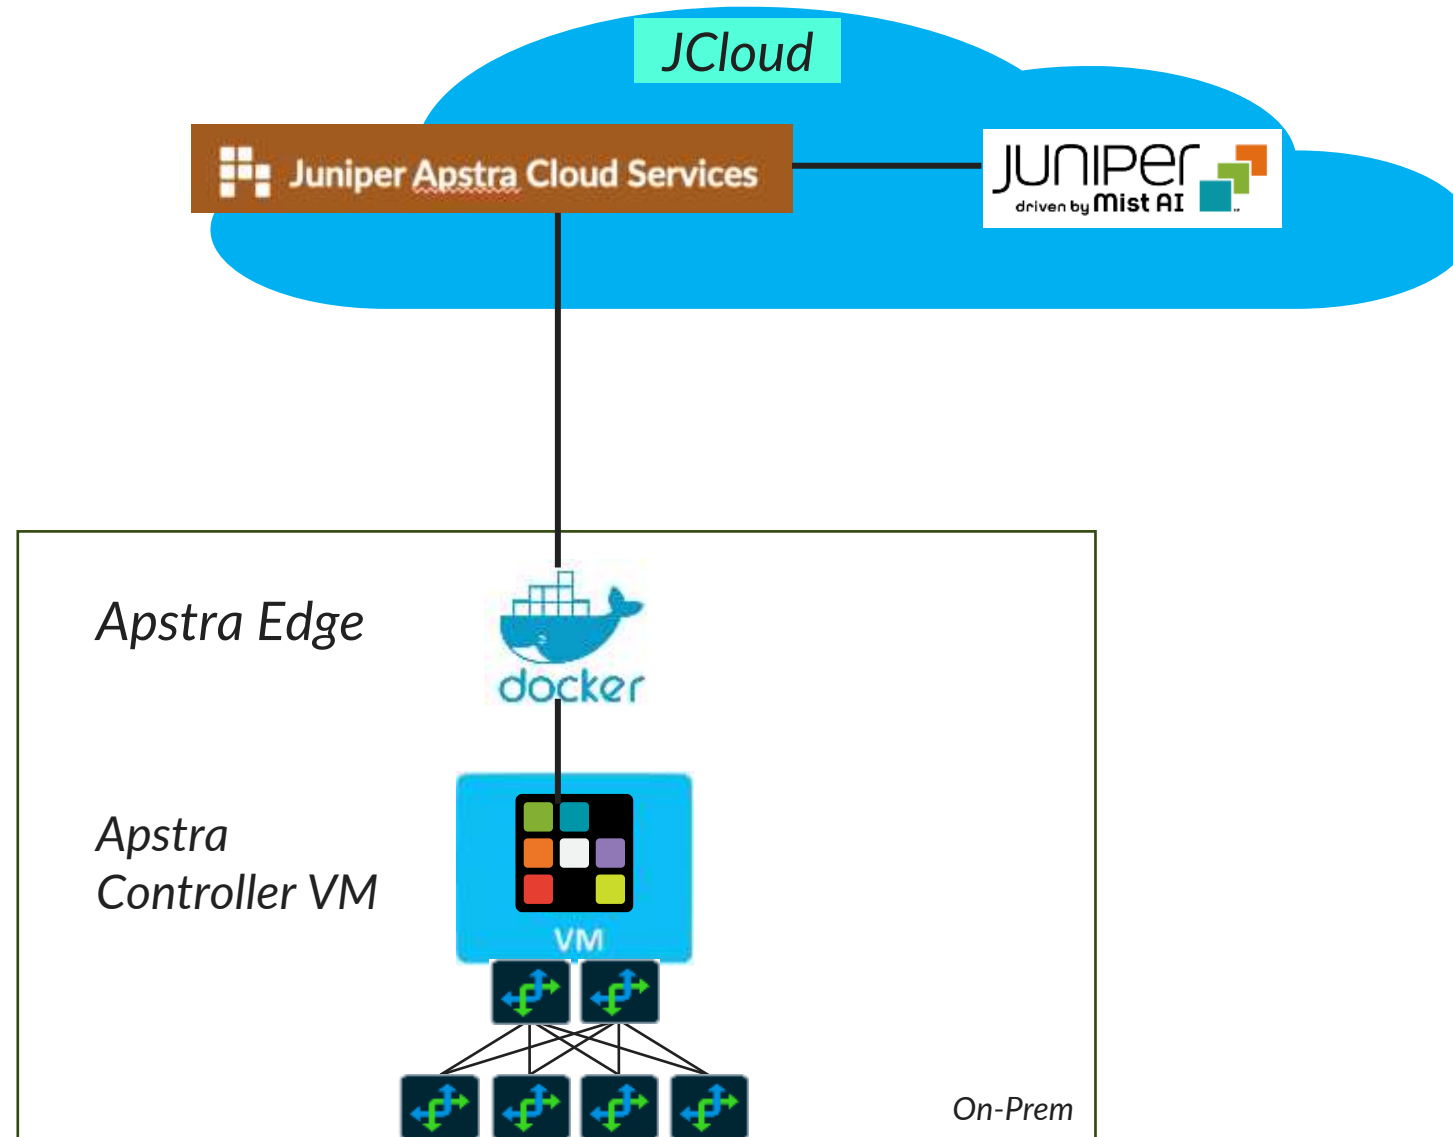 JCloud
Juniper Apstra Cloud Services
JUNIPER
driven by Mist AI
Apstra Edge
docker
Apstra
Controller VM
VM
On-Prem